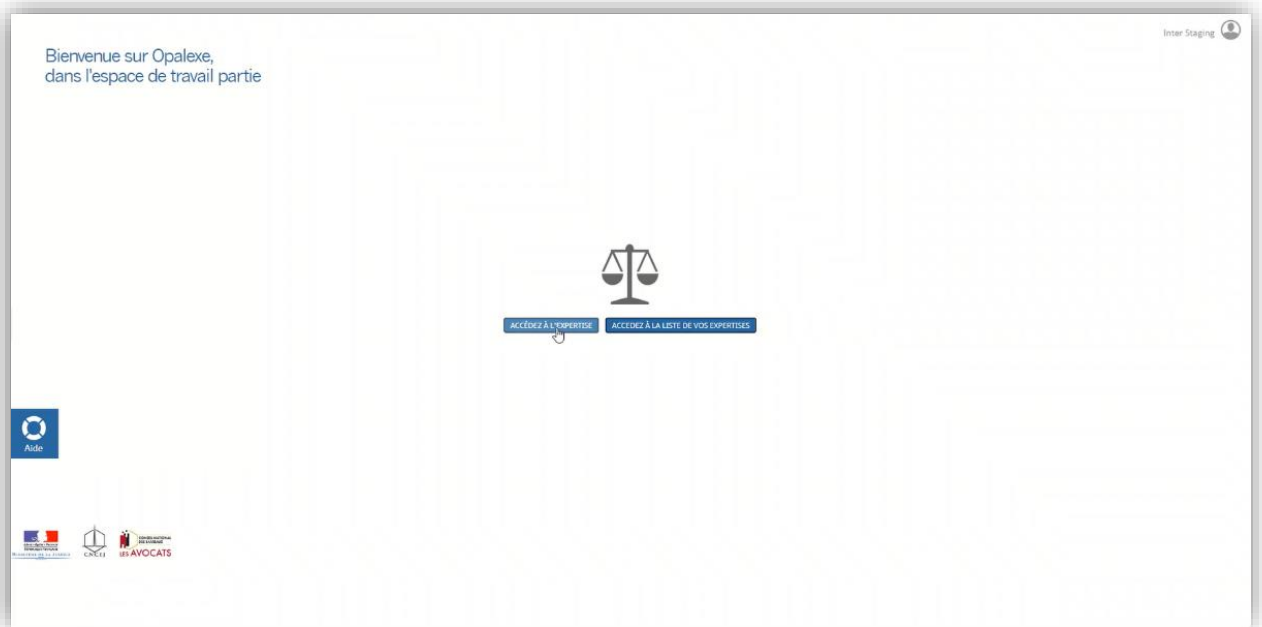 Inter Staging
Bienvenue sur Opalexe,
dans l'espace de travail partie
ACCÉDEZ À L'EXPERTISE
ACCEDEZ À LA LISTE DE VOS EXPERTISES
Aide
CNCEJ
LES AVOCATS